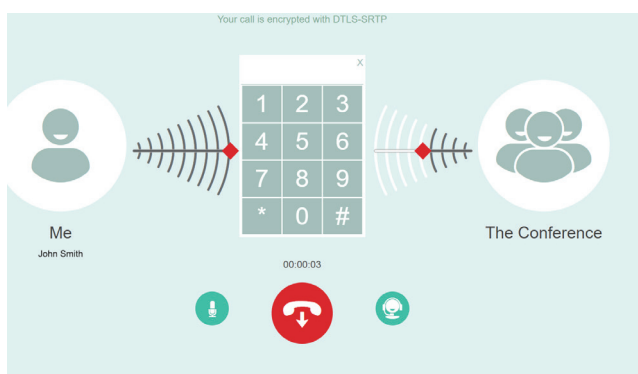 Your call is encrypted with DTLS-SRTP
X
1 2 3
4 5 6
7 8 9
* 0 #
Me
John Smith
The Conference
00:00:03